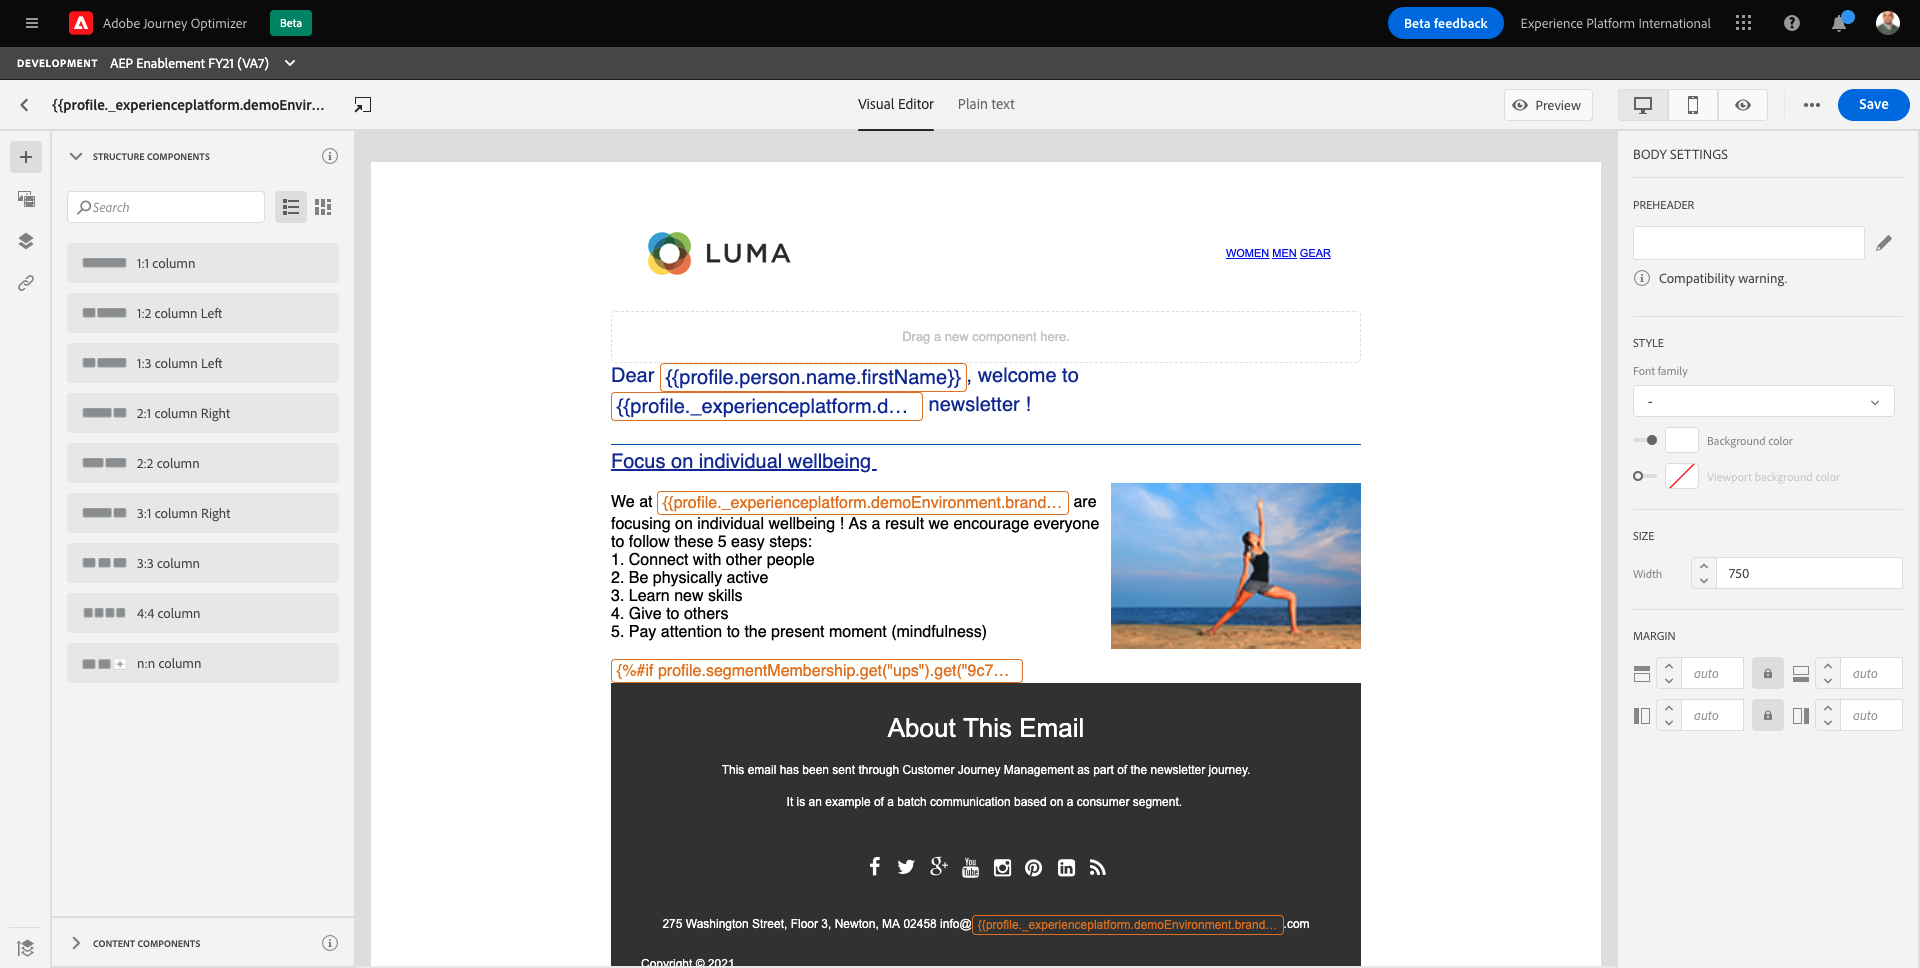 Adobe Journey Optimizer Beta Beta feedback Experience Platform International
DEVELOPMENT AEP Enablement FY21 (VA7)
{{profile._experienceplatform.demoEnvir... Visual Editor Plain text Preview Save
STRUCTURE COMPONENTS
Search
1:1 column
1:2 column Left
1:3 column Left
2:1 column Right
2:2 column
3:1 column Right
3:3 column
4:4 column
n:n column
CONTENT COMPONENTS
LUMA
WOMEN MEN GEAR
Drag a new component here.
Dear {{profile.person.name.firstName}}, welcome to
{{profile._experienceplatform.d... newsletter !
Focus on individual wellbeing
We at {{profile._experienceplatform.demoEnvironment.brand... are
focusing on individual wellbeing ! As a result we encourage everyone
to follow these 5 easy steps:
1. Connect with other people
2. Be physically active
3. Learn new skills
4. Give to others
5. Pay attention to the present moment (mindfulness)
{%#if profile.segmentMembership.get("ups").get("9c7...
About This Email
This email has been sent through Customer Journey Management as part of the newsletter journey.
It is an example of a batch communication based on a consumer segment.
You
Tube
275 Washington Street, Floor 3, Newton, MA 02458 info@{{profile._experienceplatform.demoEnvironment.brand... .com
Copyright © 2021
BODY SETTINGS
PREHEADER
Compatibility warning.
STYLE
Font family
-
Background color
Viewport background color
SIZE
Width 750
MARGIN
auto auto
auto auto